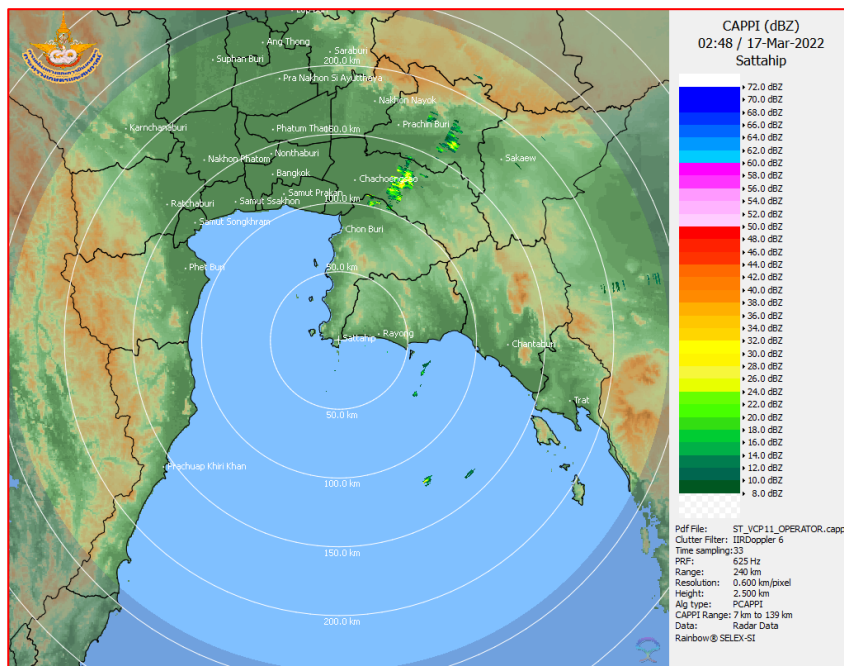 CAPPI (dBZ)
02:48 / 17-Mar-2022
Sattahip
72.0 dBZ
70.0 dBZ
68.0 dBZ
66.0 dBZ
64.0 dBZ
62.0 dBZ
60.0 dBZ
58.0 dBZ
56.0 dBZ
54.0 dBZ
52.0 dBZ
50.0 dBZ
48.0 dBZ
46.0 dBZ
44.0 dBZ
42.0 dBZ
40.0 dBZ
38.0 dBZ
36.0 dBZ
34.0 dBZ
32.0 dBZ
30.0 dBZ
28.0 dBZ
26.0 dBZ
24.0 dBZ
22.0 dBZ
20.0 dBZ
18.0 dBZ
16.0 dBZ
14.0 dBZ
12.0 dBZ
10.0 dBZ
8.0 dBZ
Pdf File: ST_VCP11_OPERATOR.capp
Clutter Filter: IIRDoppler 6
Time sampling:33
PRF: 625 Hz
Range: 240 km
Resolution: 0.600 km/pixel
Height: 2.500 km
Alg type: PCAPPI
CAPPI Range: 7 km to 139 km
Data: Radar Data
Rainbow® SELEX-SI
Ang Thong
Saraburi
Suphan Buri
200.0 km
Pra Nakhon Si Ayutthaya
Nakhon Nayok
Karnchanaburi
Phatum
Prachin Buri
Nonthaburi
Nakhon Phatom
Sakaew
Bangkok
Samut Prakan
Ratchaburi
Samut Ssakhon
100.0 km
Samut Songkhram
Chon Buri
Phet Buri
50.0 km
Sattahip
Rayong
Chantaburi
Trat
50.0 km
Prachuap Khiri Khan
100.0 km
150.0 km
200.0 km